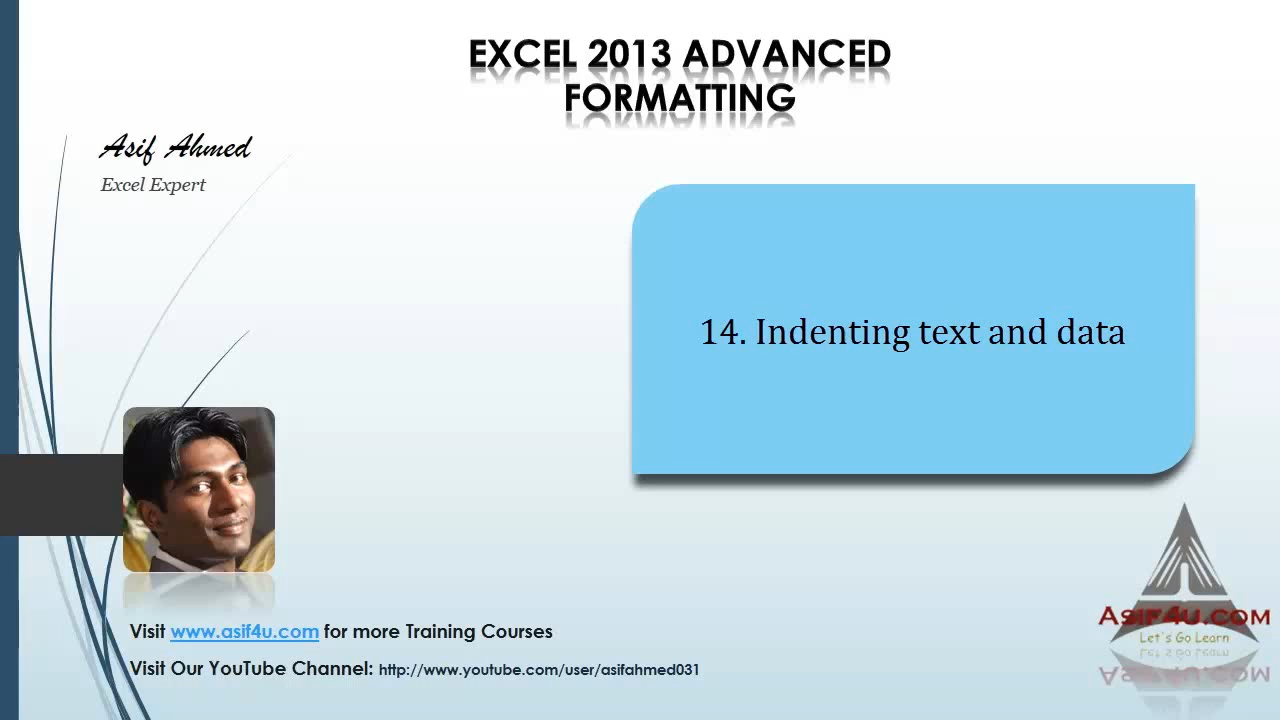 EXCEL 2013 ADVANCED
FORMATTING
Asif Ahmed
Excel Expert
14. Indenting text and data
Asif4u.com
Let's Go Learn
Visit www.asif4u.com for more Training Courses
Visit Our YouTube Channel: http://www.youtube.com/user/asifahmed031